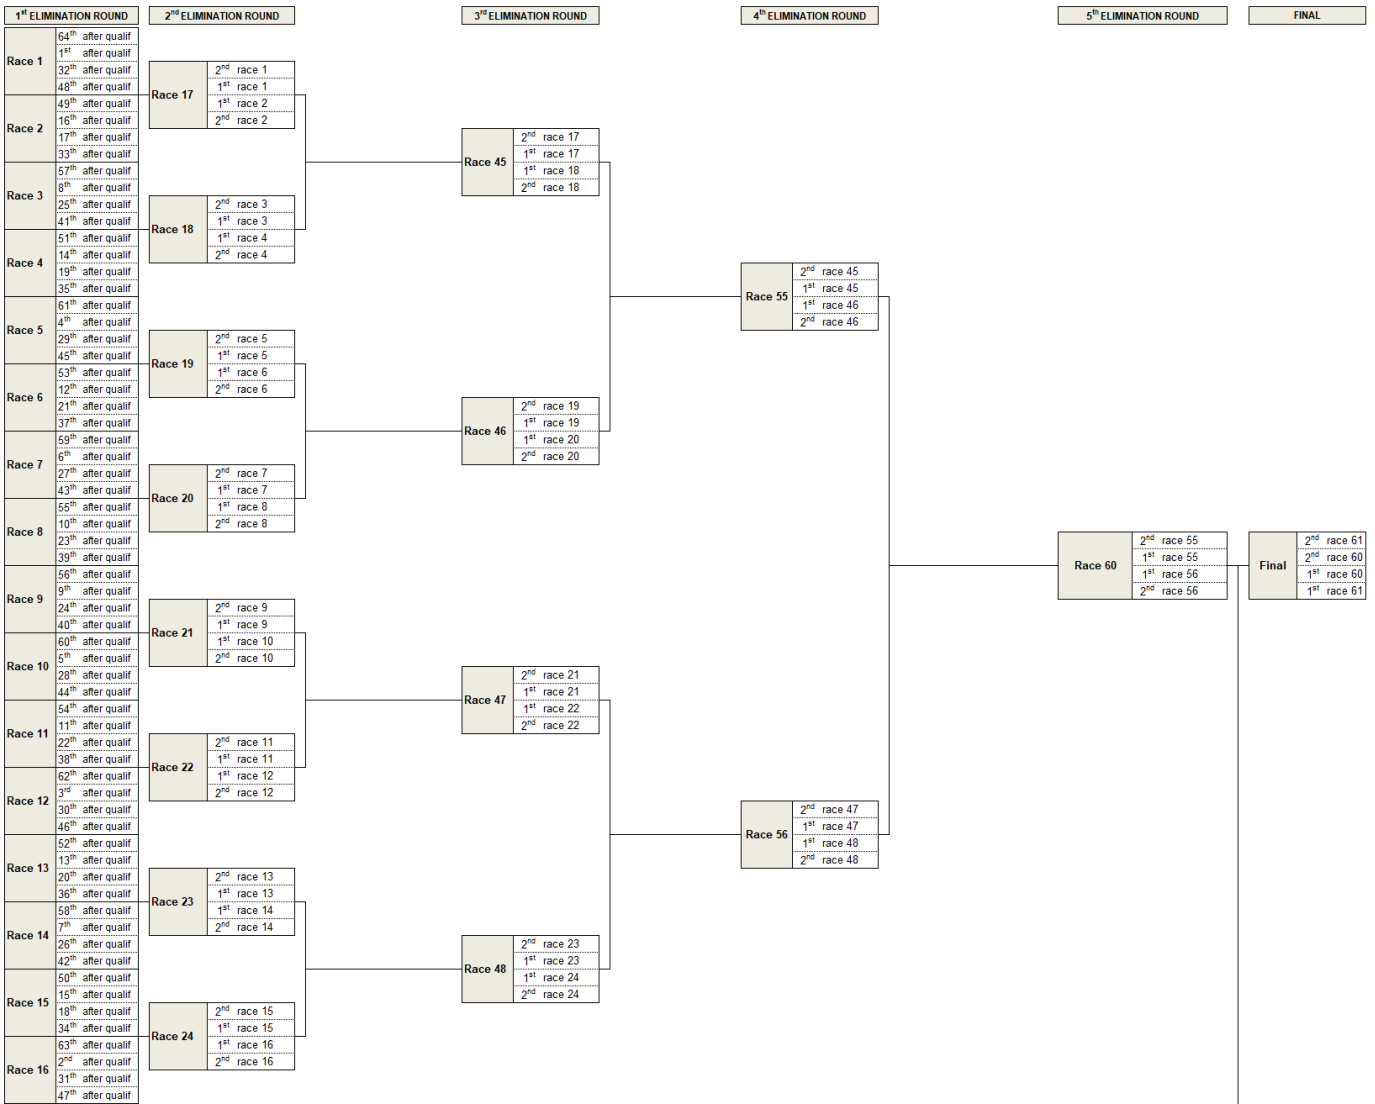 1st ELIMINATION ROUND
2nd ELIMINATION ROUND
3rd ELIMINATION ROUND
4th ELIMINATION ROUND
5th ELIMINATION ROUND
FINAL
Race 1
64th after qualif
1st after qualif
32th after qualif
48th after qualif
Race 2
49th after qualif
16th after qualif
17th after qualif
33th after qualif
Race 3
57th after qualif
8th after qualif
25th after qualif
41th after qualif
Race 4
51th after qualif
14th after qualif
19th after qualif
35th after qualif
Race 5
61th after qualif
4th after qualif
29th after qualif
45th after qualif
Race 6
53th after qualif
12th after qualif
21th after qualif
37th after qualif
Race 7
59th after qualif
6th after qualif
27th after qualif
43th after qualif
Race 8
55th after qualif
10th after qualif
23th after qualif
39th after qualif
Race 9
56th after qualif
9th after qualif
24th after qualif
40th after qualif
Race 10
60th after qualif
5th after qualif
28th after qualif
44th after qualif
Race 11
54th after qualif
11th after qualif
22th after qualif
38th after qualif
Race 12
62th after qualif
3rd after qualif
30th after qualif
46th after qualif
Race 13
52th after qualif
13th after qualif
20th after qualif
36th after qualif
Race 14
58th after qualif
7th after qualif
26th after qualif
42th after qualif
Race 15
50th after qualif
15th after qualif
18th after qualif
34th after qualif
Race 16
63th after qualif
2nd after qualif
31th after qualif
47th after qualif
Race 17
2nd race 1
1st race 1
1st race 2
2nd race 2
Race 18
2nd race 3
1st race 3
1st race 4
2nd race 4
Race 19
2nd race 5
1st race 5
1st race 6
2nd race 6
Race 20
2nd race 7
1st race 7
1st race 8
2nd race 8
Race 21
2nd race 9
1st race 9
1st race 10
2nd race 10
Race 22
2nd race 11
1st race 11
1st race 12
2nd race 12
Race 23
2nd race 13
1st race 13
1st race 14
2nd race 14
Race 24
2nd race 15
1st race 15
1st race 16
2nd race 16
Race 45
2nd race 17
1st race 17
1st race 18
2nd race 18
Race 46
2nd race 19
1st race 19
1st race 20
2nd race 20
Race 47
2nd race 21
1st race 21
1st race 22
2nd race 22
Race 48
2nd race 23
1st race 23
1st race 24
2nd race 24
Race 55
2nd race 45
1st race 45
1st race 46
2nd race 46
Race 56
2nd race 47
1st race 47
1st race 48
2nd race 48
Race 60
2nd race 55
1st race 55
1st race 56
2nd race 56
Final
2nd race 61
2nd race 60
1st race 60
1st race 61